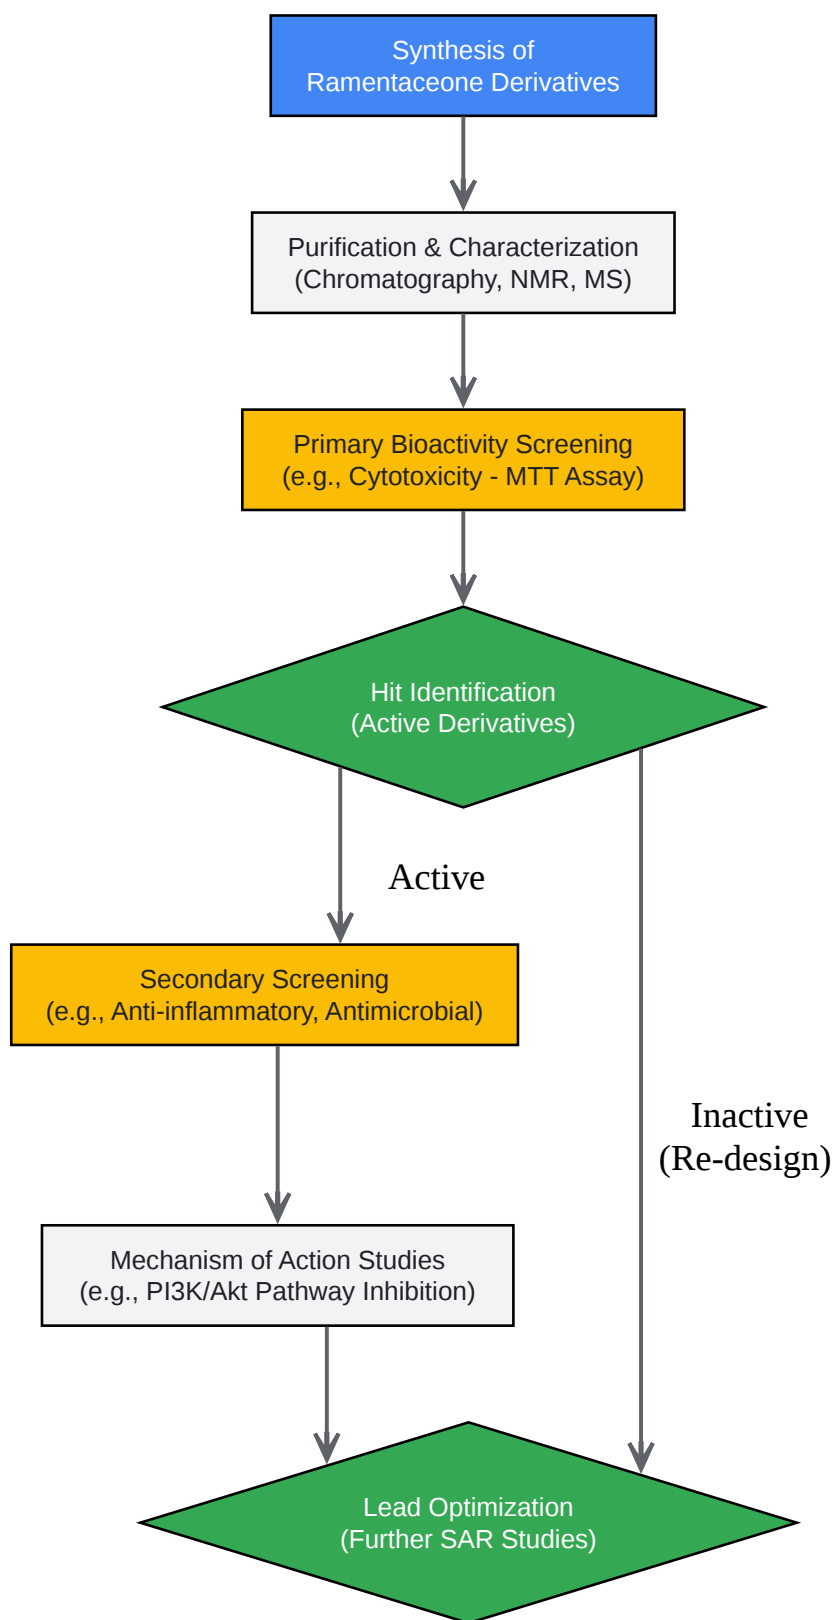 Synthesis of
Ramentaceone Derivatives
Purification & Characterization
(Chromatography, NMR, MS)
Primary Bioactivity Screening
(e.g., Cytotoxicity - MTT Assay)
Hit Identification
(Active Derivatives)
Active
Secondary Screening
(e.g., Anti-inflammatory, Antimicrobial)
Inactive
(Re-design)
Mechanism of Action Studies
(e.g., PI3K/Akt Pathway Inhibition)
Lead Optimization
(Further SAR Studies)